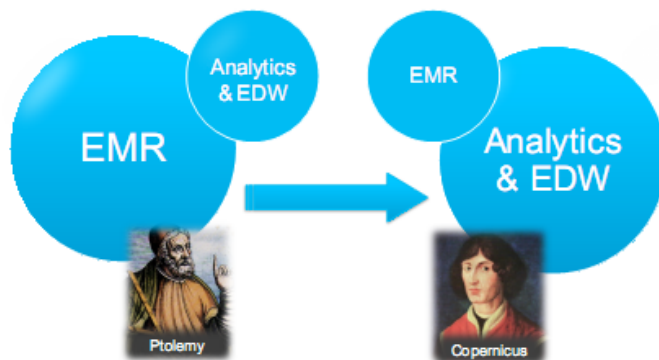 EMR
Analytics
& EDW
EMR
Analytics
& EDW
Ptolemy
Copernicus